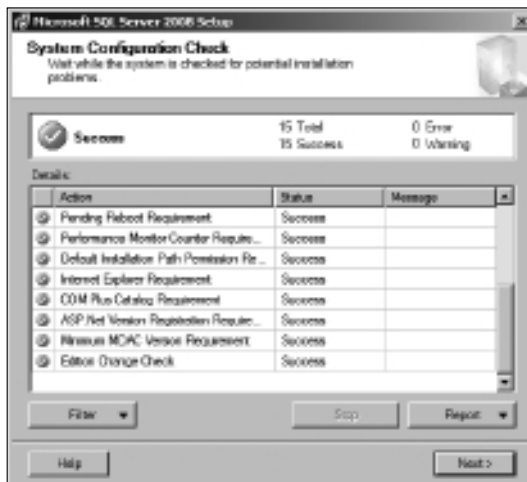 Microsoft SQL Server 2008 Setup
System Configuration Check
Wait while the system is checked for potential installation
problems.
Success
15 Total
0 Error
15 Success
0 Warning
Details:
Action Status Message
Pending Reboot Requirement Success
Performance Monitor Counter Require... Success
Default Installation Path Permission Re... Success
Internet Explorer Requirement Success
COM Plus Catalog Requirement Success
ASP.Net Version Registration Require... Success
Minimum MDAC Version Requirement Success
Edition Change Check Success
Filter
Stop
Report
Help
Next >